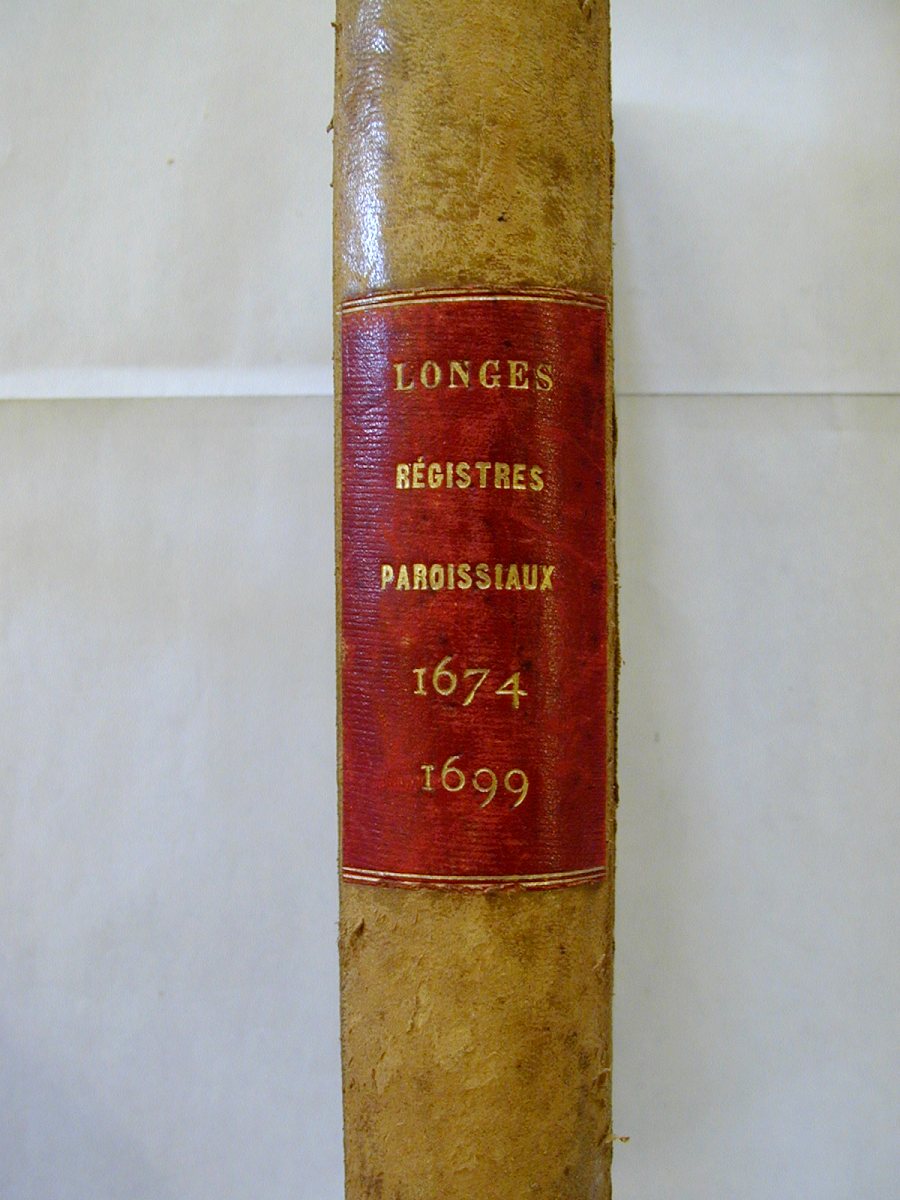 LONGES
RÉGISTRES
PAROISSIAUX
1674
1699